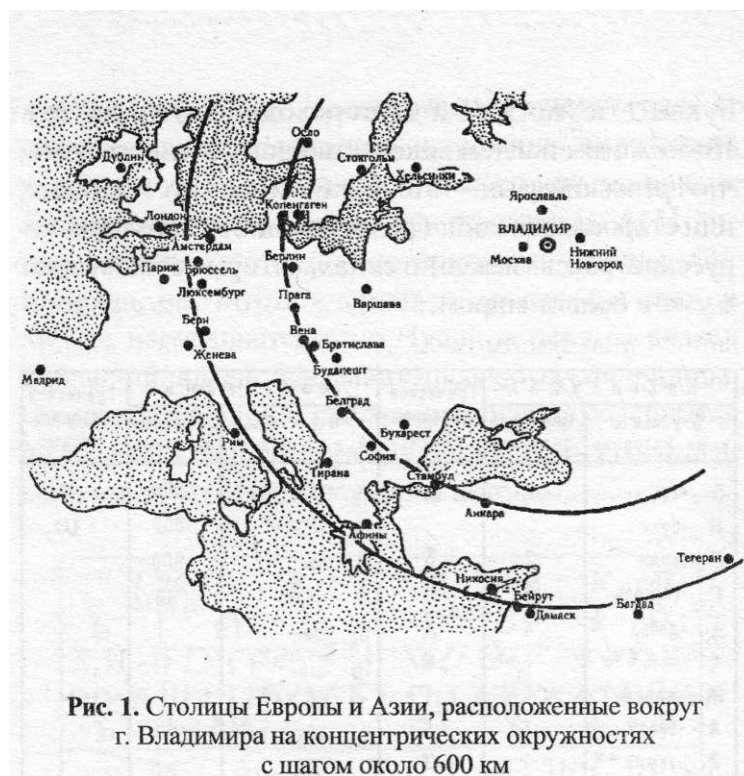 Осло
Стокгольм
Дублин
Хельсинки
Ярославль
Копенгаген
Лондон
ВЛАДИМИР
Амстердам
Москва
Нижний
Новгород
Берлин
Париж
Брюссель
Люксембург
Прага
Варшава
Берн
Вена
Братислава
Женева
Будапешт
Мадрид
Белград
Рим
Бухарест
София
Тирана
Стамбул
Анкара
Афины
Тегеран
Никосия
Бейрут
Дамаск
Багдад
Рис. 1. Столицы Европы и Азии, расположенные вокруг
г. Владимира на концентрических окружностях
с шагом около 600 км